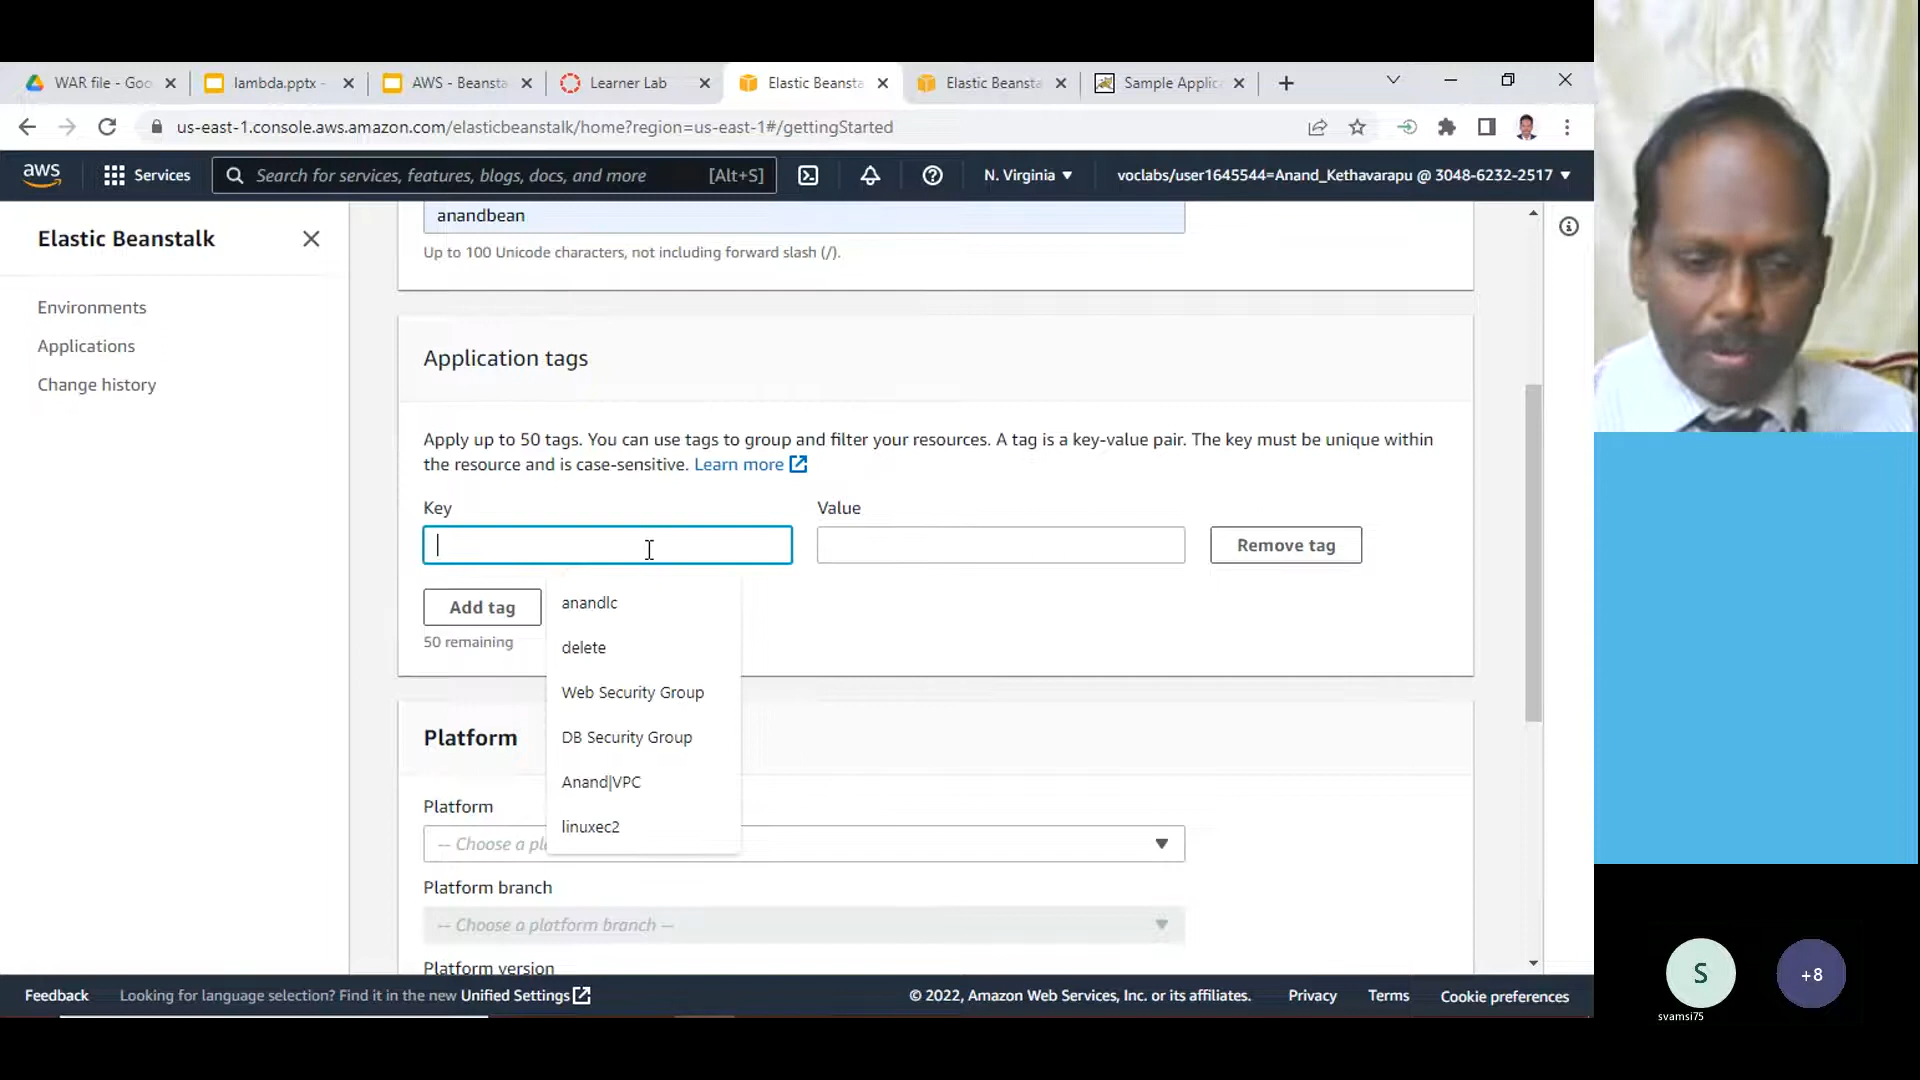 WAR file - Goo
lambda.pptx -
AWS - Beansta
Learner Lab
Elastic Beansta
Elastic Beansta
Sample Applic
us-east-1.console.aws.amazon.com/elasticbeanstalk/home?region=us-east-1#/gettingStarted
aws
Services
Search for services, features, blogs, docs, and more
[Alt+S]
N. Virginia
voclabs/user1645544=Anand_Kethavarapu @ 3048-6232-2517
Elastic Beanstalk
Environments
Applications
Change history
anandbean
Up to 100 Unicode characters, not including forward slash (/).
Application tags
Apply up to 50 tags. You can use tags to group and filter your resources. A tag is a key-value pair. The key must be unique within
the resource and is case-sensitive. Learn more
Key
Value
Remove tag
Add tag
50 remaining
anandlc
delete
Web Security Group
DB Security Group
Anand|VPC
linuxec2
Platform
Platform
-- Choose a pl
Platform branch
-- Choose a platform branch --
Platform version
Feedback
Looking for language selection? Find it in the new Unified Settings
© 2022, Amazon Web Services, Inc. or its affiliates.
Privacy
Terms
Cookie preferences
S
+8
svamsi75